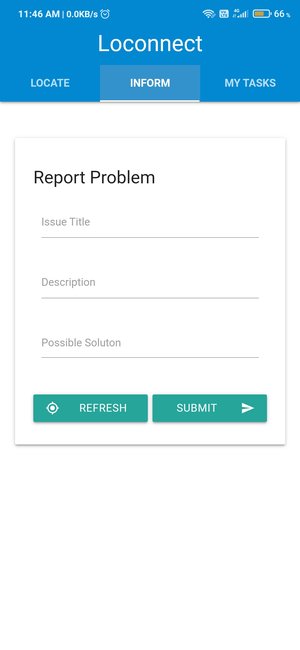 11:46 AM | 0.0KB/s
66 %
Loconnect
LOCATE INFORM MY TASKS
Report Problem
Issue Title
Description
Possible Soluton
REFRESH SUBMIT